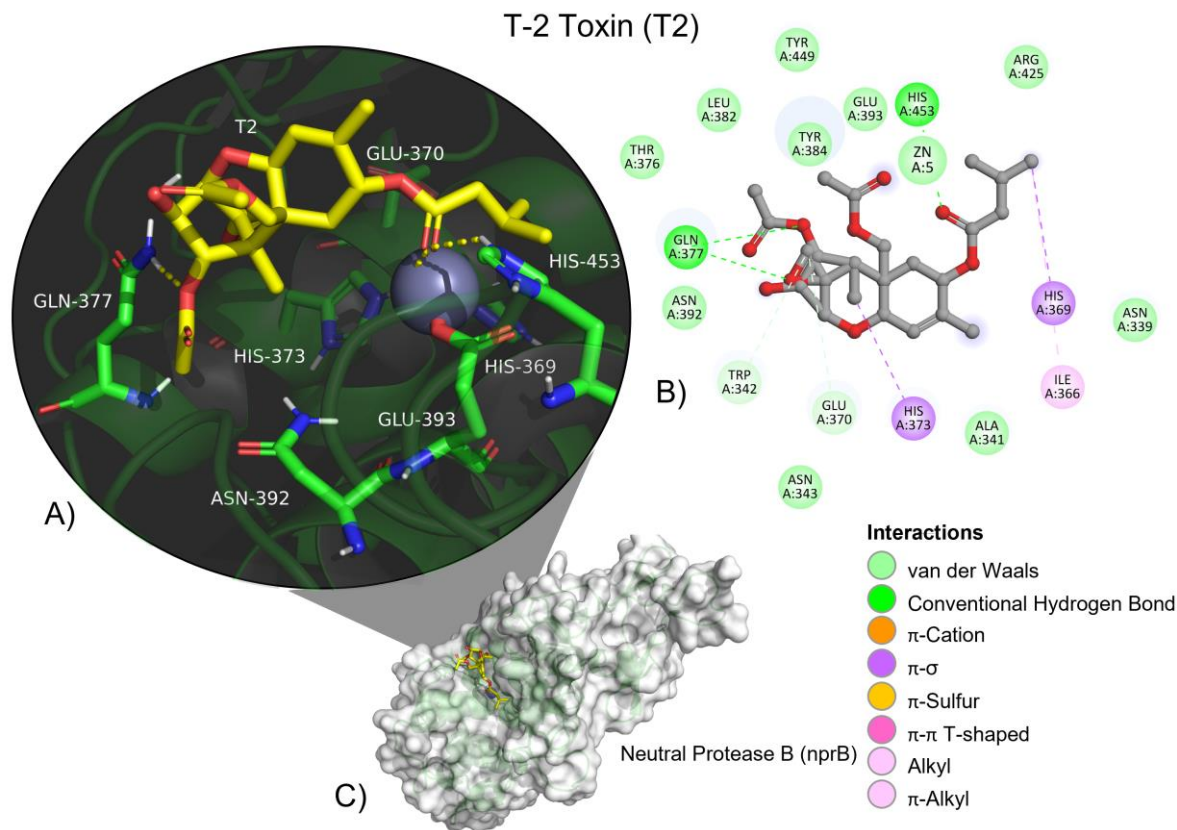 T-2 Toxin (T2)
T2
GLU-370
HIS-453
GLN-377
HIS-373
HIS-369
GLU-393
ASN-392
A)
TYR
A:449
ARG
A:425
LEU
A:382
GLU
A:393
HIS
A:453
TYR
A:384
ZN
A:5
THR
A:376
GLN
A:377
ASN
A:392
HIS
A:369
ASN
A:339
TRP
A:342
GLU
A:370
HIS
A:373
ILE
A:366
ALA
A:341
ASN
A:343
B)
C)
Neutral Protease B (nprB)
Interactions
van der Waals
Conventional Hydrogen Bond
π-Cation
π-σ
π-Sulfur
π-π T-shaped
Alkyl
π-Alkyl